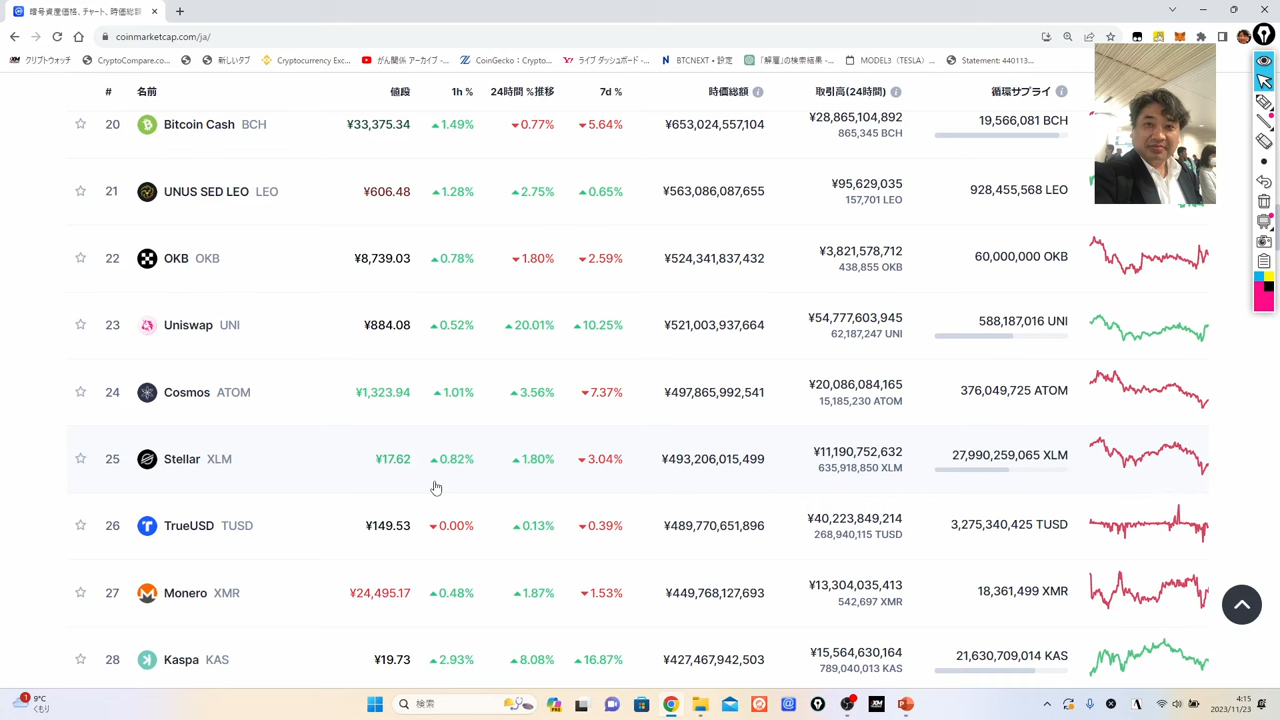 暗号資産価格、チャート、時価総額
coinmarketcap.com/ja/
クリプトウォッチ
CryptoCompare.co...
新しいタブ
Cryptocurrency Exc...
がん関係 アーカイブ -...
CoinGecko：Crypto...
ライブ ダッシュボード -...
BTCNEXT • 設定
「解雇」の検索結果 -...
MODEL3（TESLA）...
Statement: 440113...
# 名前 値段 1h % 24時間 %推移 7d % 時価総額 取引高(24時間) 循環サプライ
20 Bitcoin Cash BCH ¥33,375.34 1.49% 0.77% 5.64% ¥653,024,557,104 ¥28,865,104,892 19,566,081 BCH
865,345 BCH
21 UNUS SED LEO LEO ¥606.48 1.28% 2.75% 0.65% ¥563,086,087,655 ¥95,629,035 928,455,568 LEO
157,701 LEO
22 OKB OKB ¥8,739.03 0.78% 1.80% 2.59% ¥524,341,837,432 ¥3,821,578,712 60,000,000 OKB
438,855 OKB
23 Uniswap UNI ¥884.08 0.52% 20.01% 10.25% ¥521,003,937,664 ¥54,777,603,945 588,187,016 UNI
62,187,247 UNI
24 Cosmos ATOM ¥1,323.94 1.01% 3.56% 7.37% ¥497,865,992,541 ¥20,086,084,165 376,049,725 ATOM
15,185,230 ATOM
25 Stellar XLM ¥17.62 0.82% 1.80% 3.04% ¥493,206,015,499 ¥11,190,752,632 27,990,259,065 XLM
635,918,850 XLM
26 TrueUSD TUSD ¥149.53 0.00% 0.13% 0.39% ¥489,770,651,896 ¥40,223,849,214 3,275,340,425 TUSD
268,940,115 TUSD
27 Monero XMR ¥24,495.17 0.48% 1.87% 1.53% ¥449,768,127,693 ¥13,304,035,413 18,361,499 XMR
542,697 XMR
28 Kaspa KAS ¥19.73 2.93% 8.08% 16.87% ¥427,467,942,503 ¥15,564,630,164 21,630,709,014 KAS
789,040,013 KAS
1
9°C
くもり
検索
A
4:15
2023/11/23